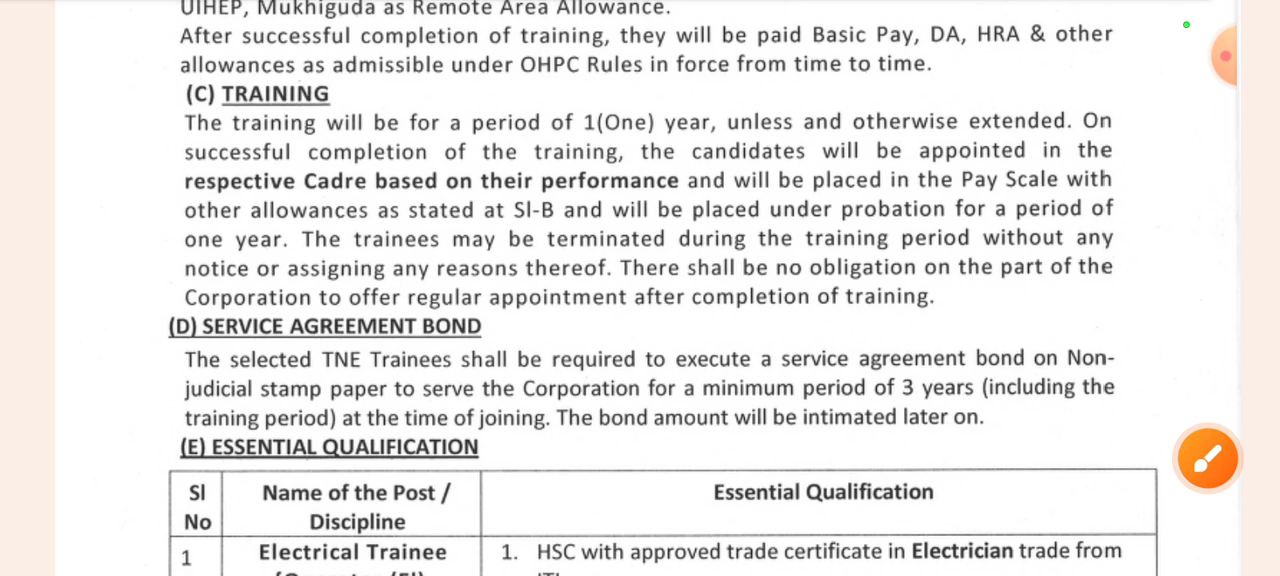 UIHEP, Mukhiguda as Remote Area Allowance.
After successful completion of training, they will be paid Basic Pay, DA, HRA & other
allowances as admissible under OHPC Rules in force from time to time.
(C) TRAINING
The training will be for a period of 1(One) year, unless and otherwise extended. On
successful completion of the training, the candidates will be appointed in the
respective Cadre based on their performance and will be placed in the Pay Scale with
other allowances as stated at Sl-B and will be placed under probation for a period of
one year. The trainees may be terminated during the training period without any
notice or assigning any reasons thereof. There shall be no obligation on the part of the
Corporation to offer regular appointment after completion of training.
(D) SERVICE AGREEMENT BOND
The selected TNE Trainees shall be required to execute a service agreement bond on Non-
judicial stamp paper to serve the Corporation for a minimum period of 3 years (including the
training period) at the time of joining. The bond amount will be intimated later on.
(E) ESSENTIAL QUALIFICATION
Sl No
Name of the Post / Discipline
Essential Qualification
1
Electrical Trainee
1. HSC with approved trade certificate in Electrician trade from